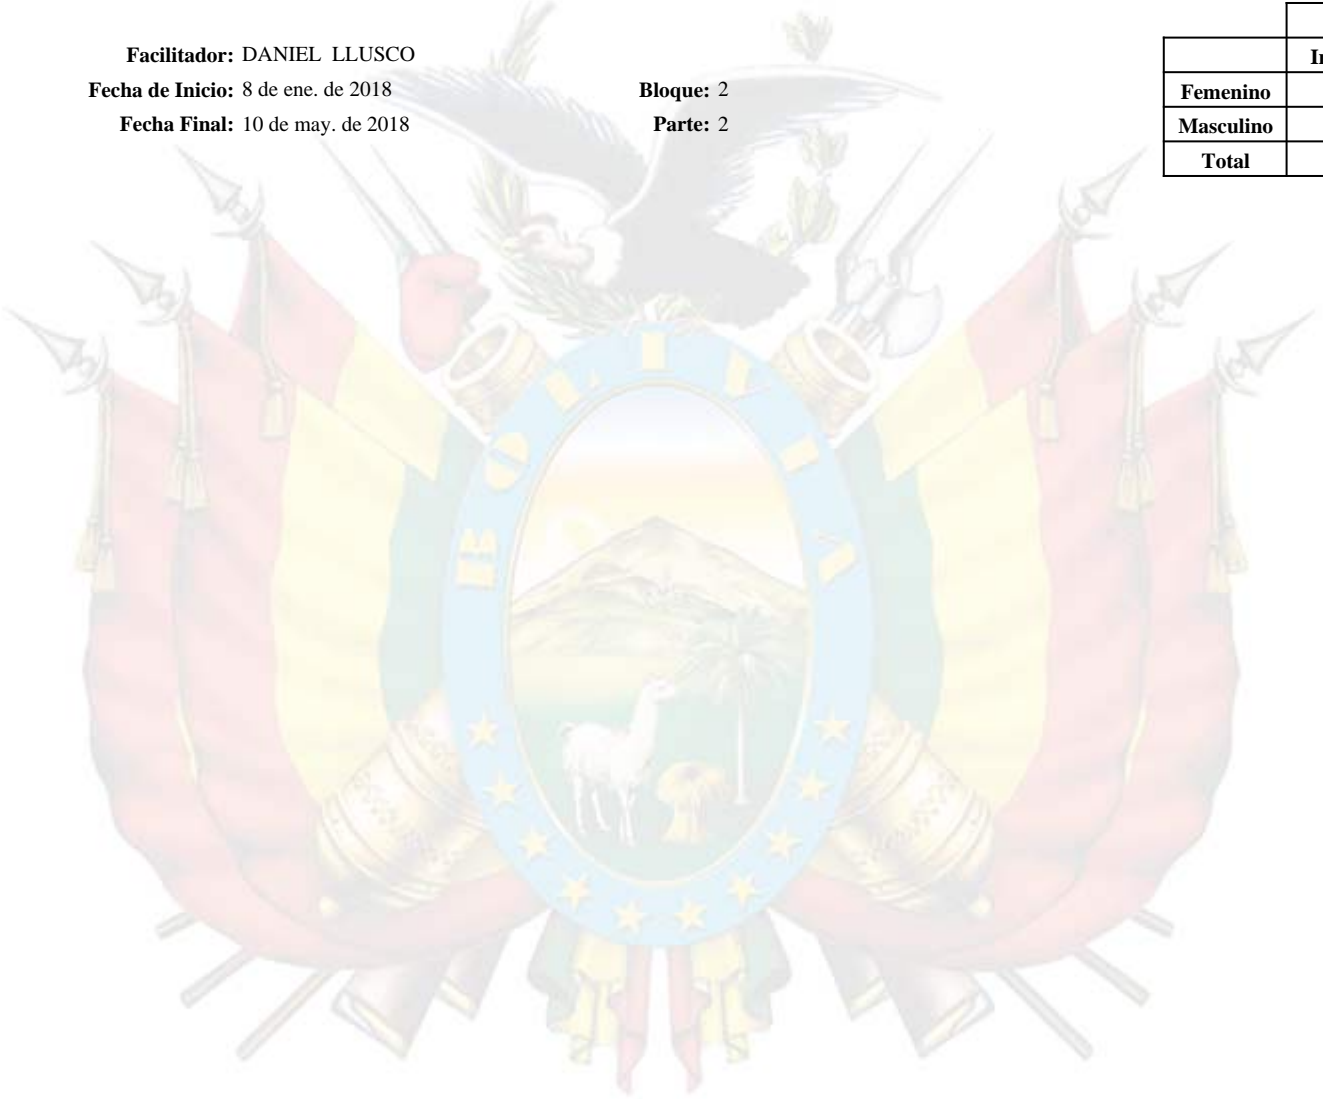 Facilitador: DANIEL LLUSCO
Fecha de Inicio: 8 de ene. de 2018 Bloque: 2
Fecha Final: 10 de may. de 2018 Parte: 2
Femenino
Masculino
Total
BOLIVIA